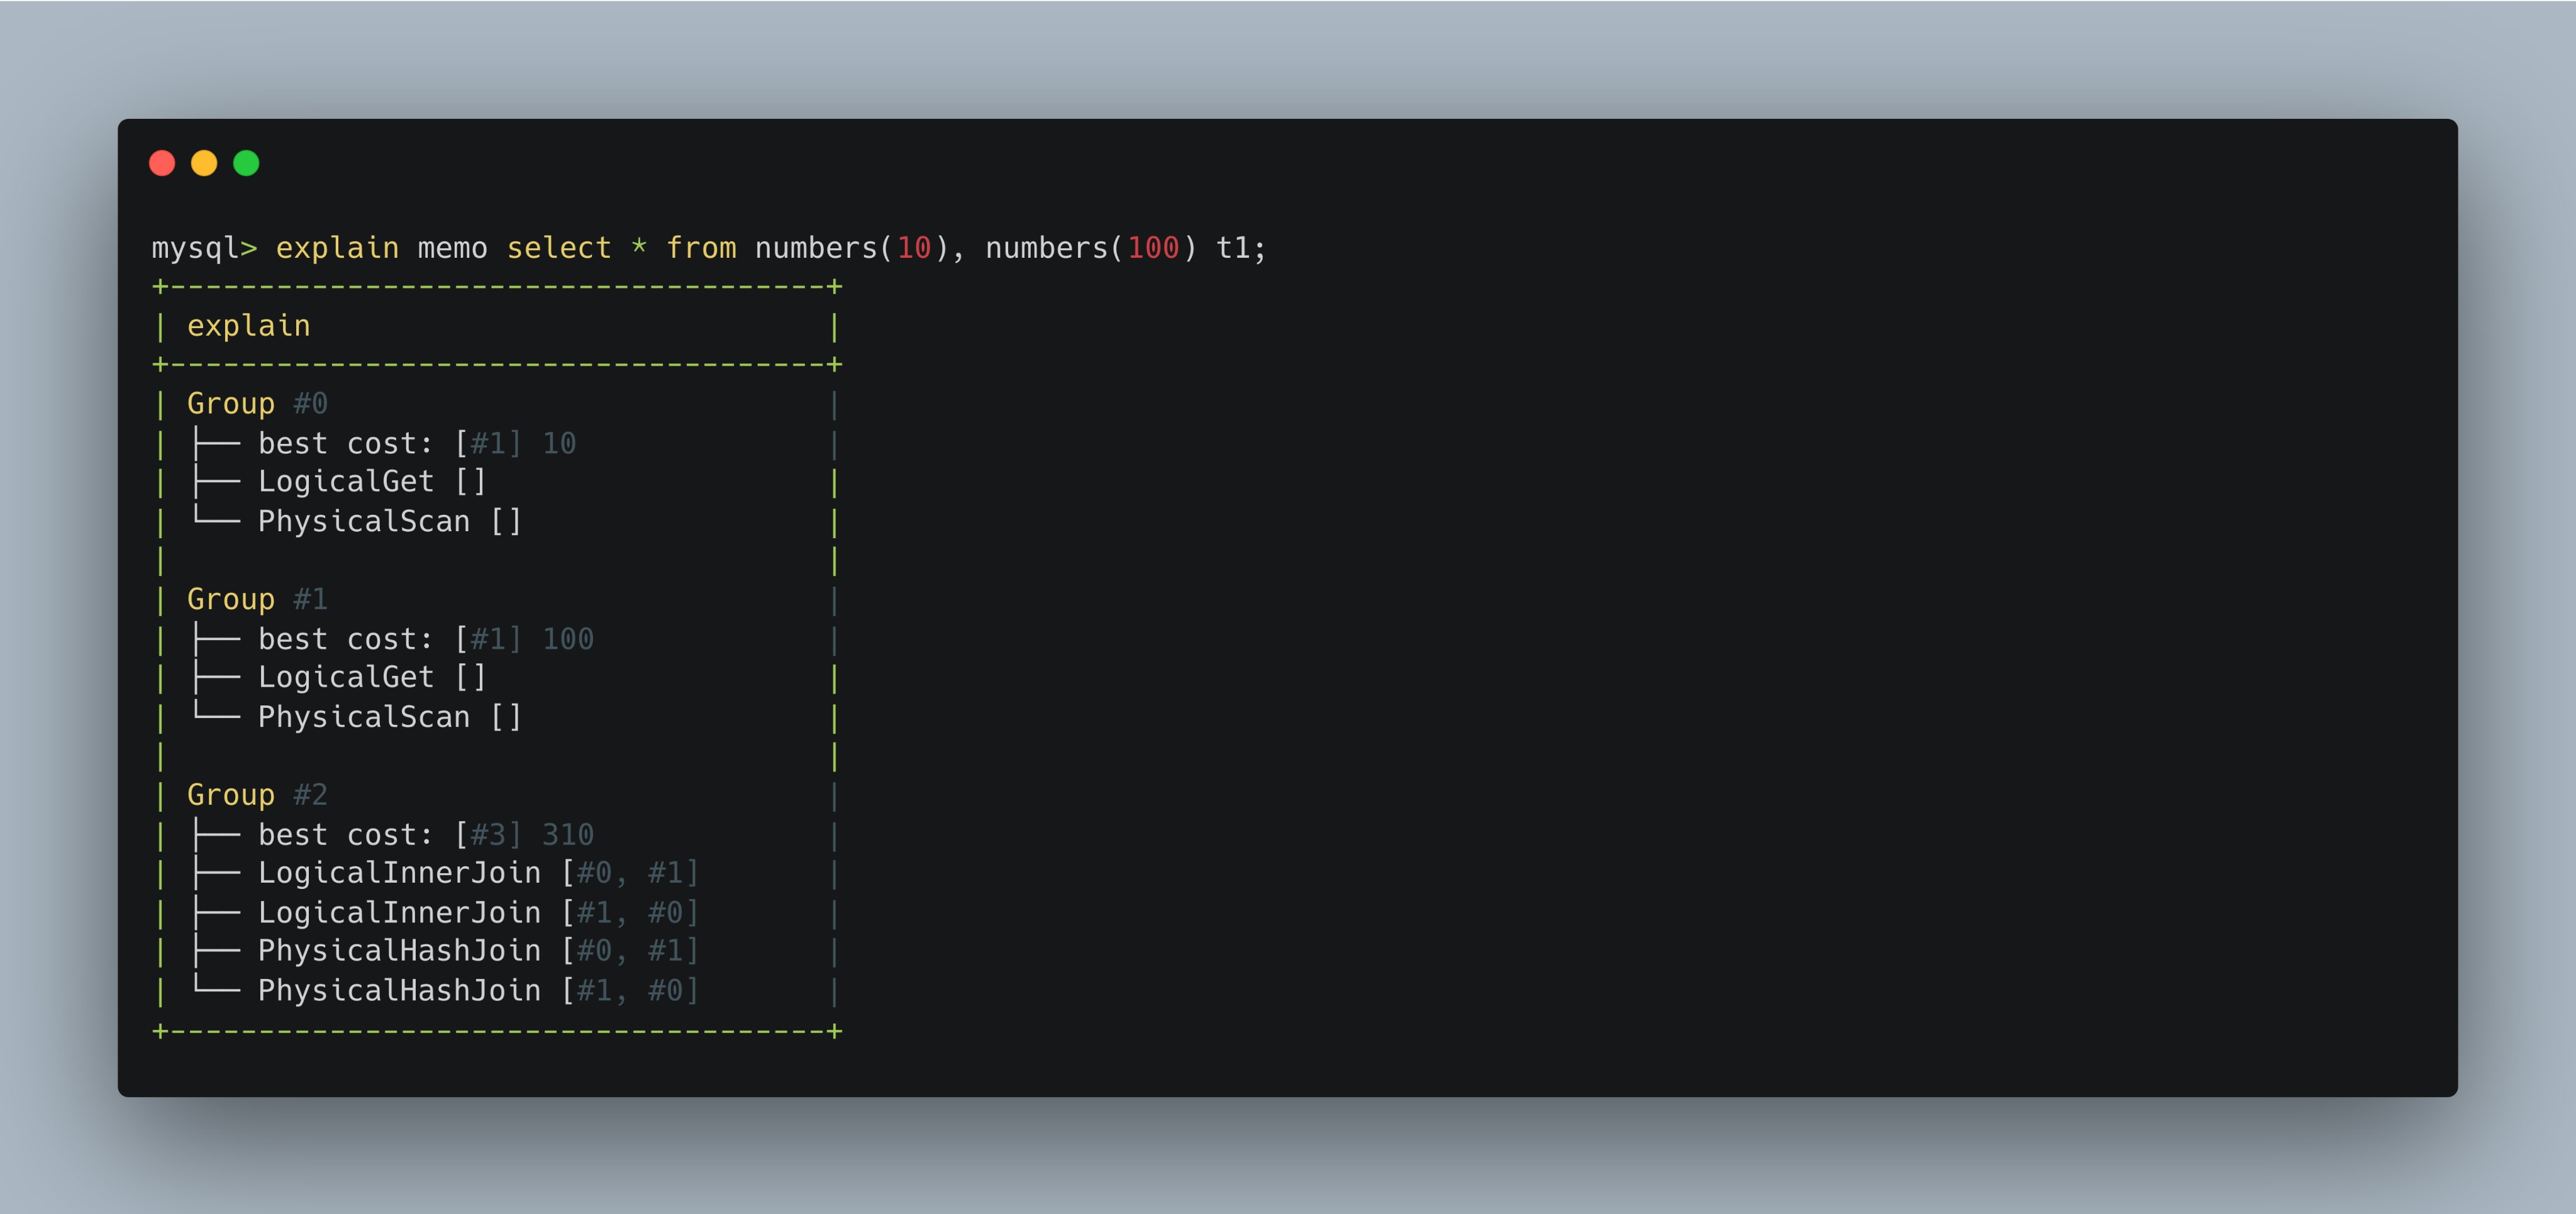 mysql> explain memo select * from numbers(10), numbers(100) t1;
+-------------------------------------+
| explain                             |
+-------------------------------------+
| Group #0                            |
| ├── best cost: [#1] 10              |
| ├── LogicalGet []                   |
| └── PhysicalScan []                 |
|                                     |
| Group #1                            |
| ├── best cost: [#1] 100             |
| ├── LogicalGet []                   |
| └── PhysicalScan []                 |
|                                     |
| Group #2                            |
| ├── best cost: [#3] 310             |
| ├── LogicalInnerJoin [#0, #1]       |
| ├── LogicalInnerJoin [#1, #0]       |
| ├── PhysicalHashJoin [#0, #1]       |
| └── PhysicalHashJoin [#1, #0]       |
+-------------------------------------+